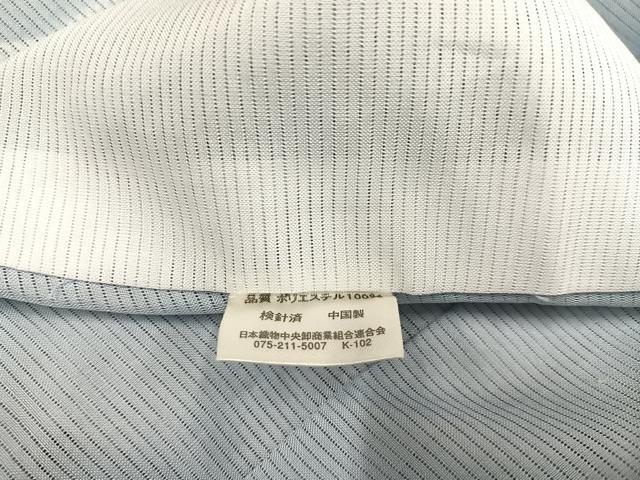 品質 ポリエステル100%
検針済 中国製
日本織物中央卸商業組合連合会
075-211-5007 K-102